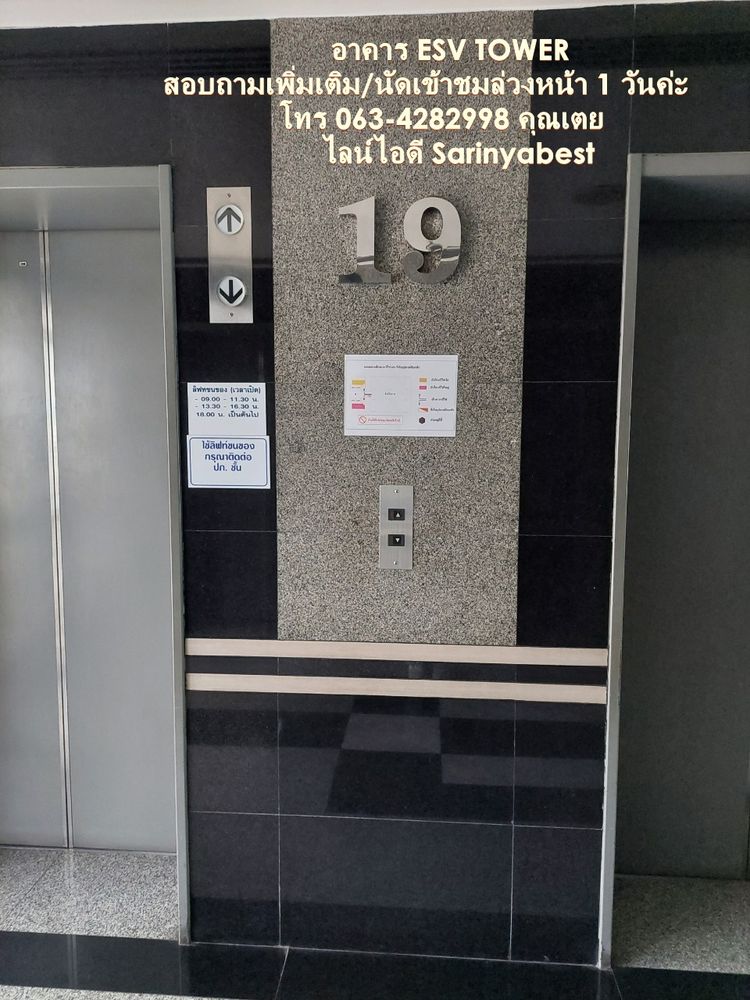 อาคาร ESV TOWER
สอบถามเพิ่มเติม/นัดเข้าชมล่วงหน้า 1 วันค่ะ
โทร 063-4282998 คุณเตย
ไลน์ไอดี Sarinyabest
19
ลิฟท์ขนของ (เวลาเปิด)
- 09.00 - 11.30 น.
- 13.30 - 16.30 น.
18.00 น. เป็นต้นไป
ใช้ลิฟท์ขนของ
กรุณาติดต่อ
ปภ. ชั้น